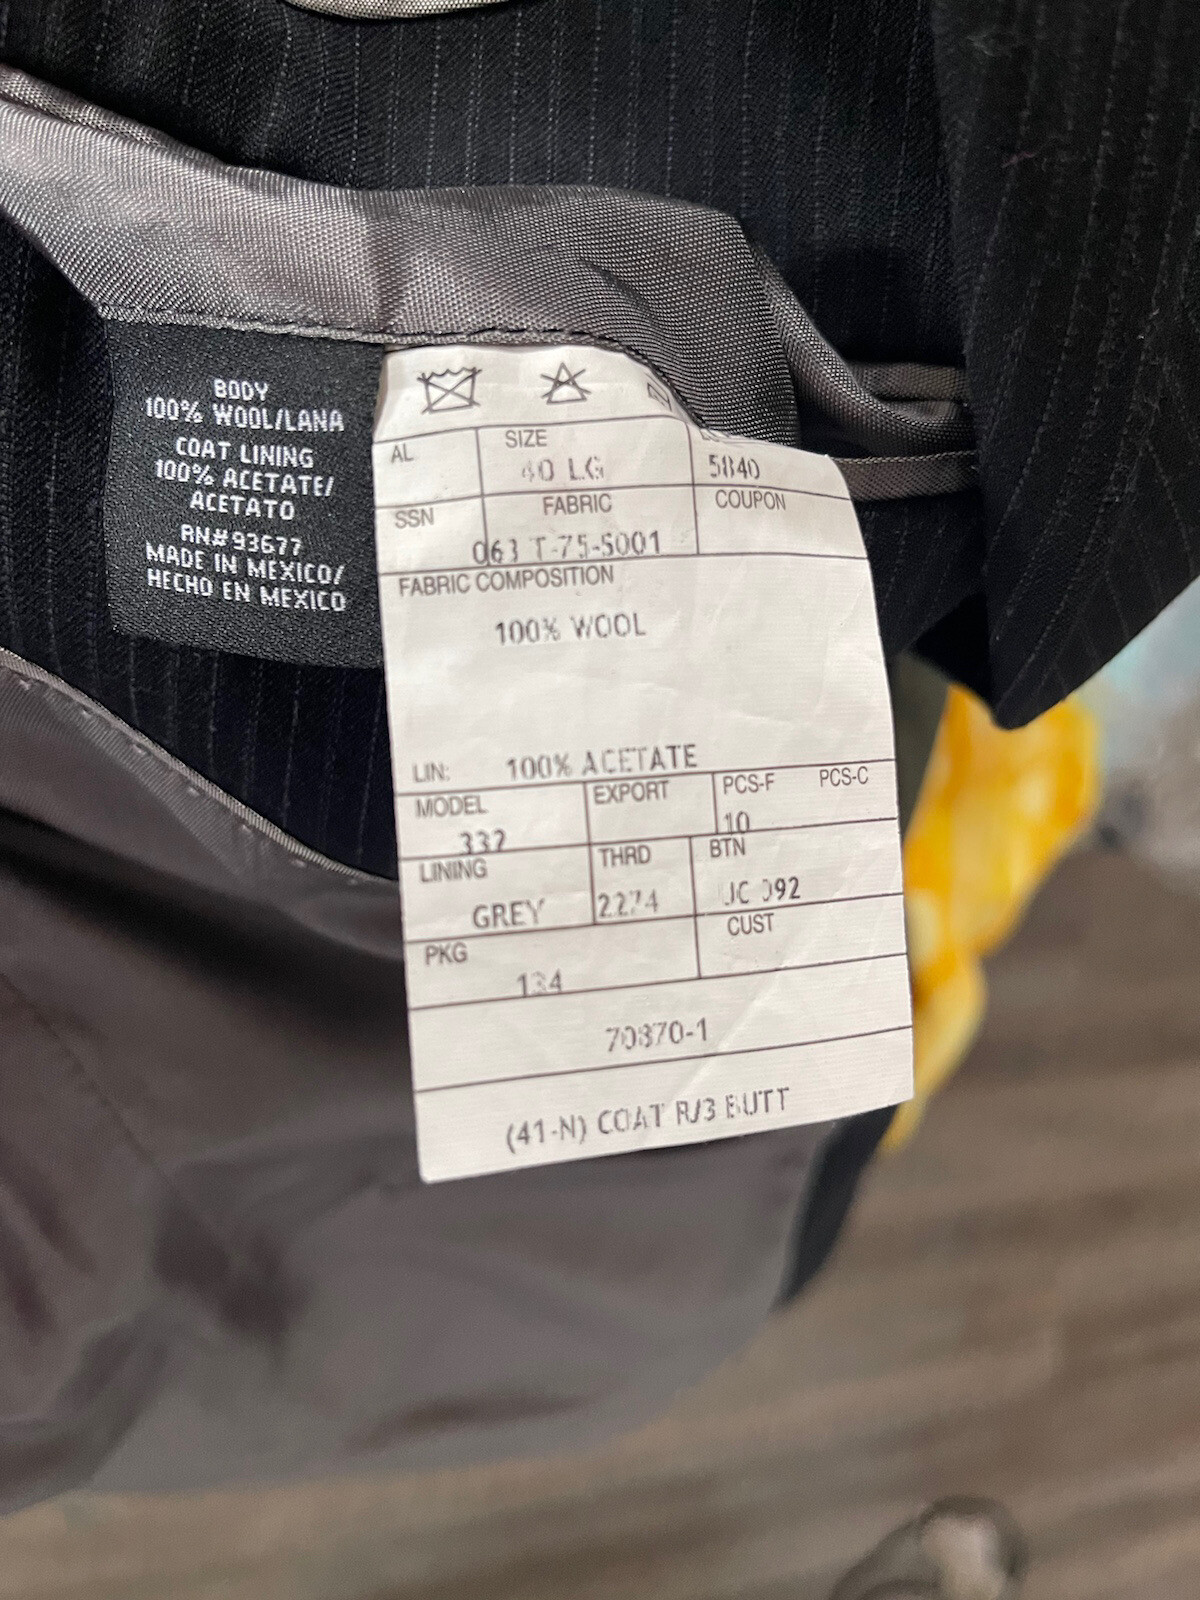 BODY
100% WOOL/LANA
COAT LINING
100% ACETATE/
ACETATO
RN#93677
MADE IN MEXICO/
HECHO EN MEXICO
AL SIZE
40 LG 5840
SSN FABRIC COUPON
063 T-75-5001
FABRIC COMPOSITION
100% WOOL
LIN: 100% ACETATE
MODEL EXPORT PCS-F PCS-C
332 10
LINING THRD BTN
GREY 2274 092
PKG CUST
134
70870-1
(41-N) COAT R/3 BUTT